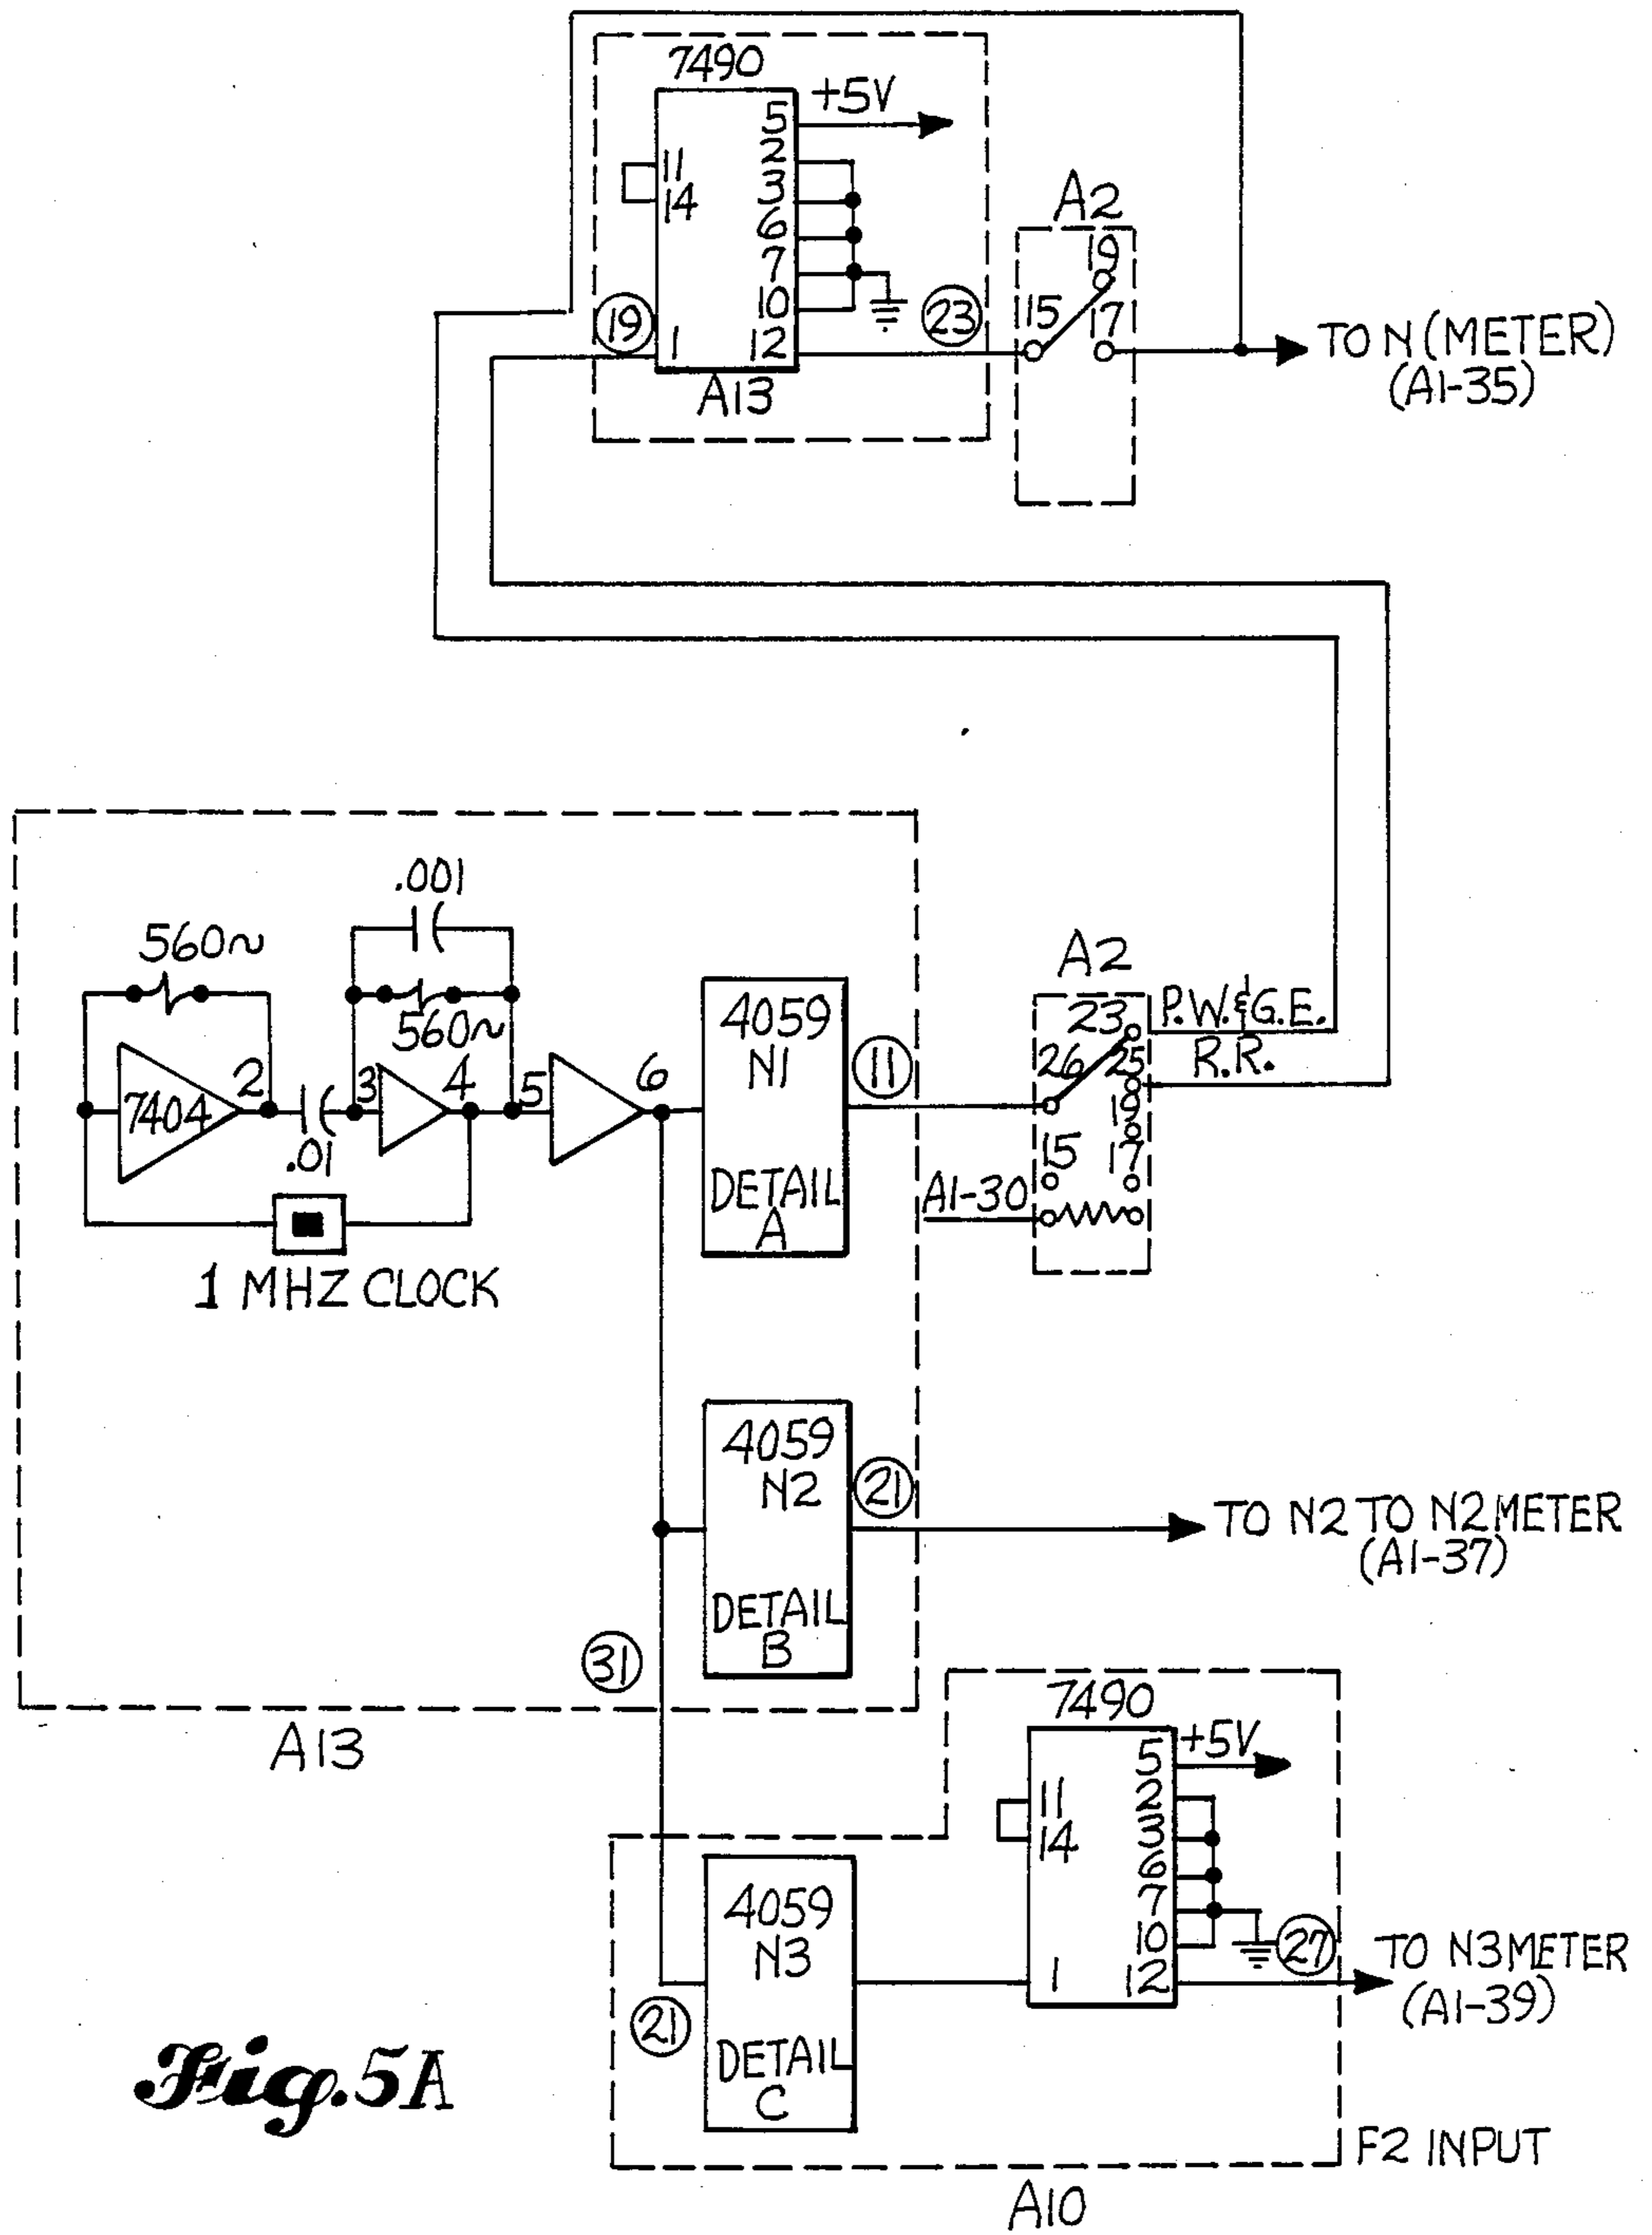 7490
+5V
5
2
3
6
7
10
12
11
14
1
19
23
A13
A2
19
15
17
TO N (METER)
(A1-35)
.001
560~
560~
7404
2
.01
3
4
5
6
1 MHZ CLOCK
4059
N1
DETAIL
A
11
A2
23
26
25
19
15
17
P.W.&G.E.
R.R.
A1-30
4059
N2
DETAIL
B
21
TO N2 TO N2 METER
(A1-37)
31
A13
7490
+5V
5
2
3
6
7
10
12
11
14
1
27
TO N3 METER
(A1-39)
4059
N3
DETAIL
C
21
F2 INPUT
A10
Fig. 5A